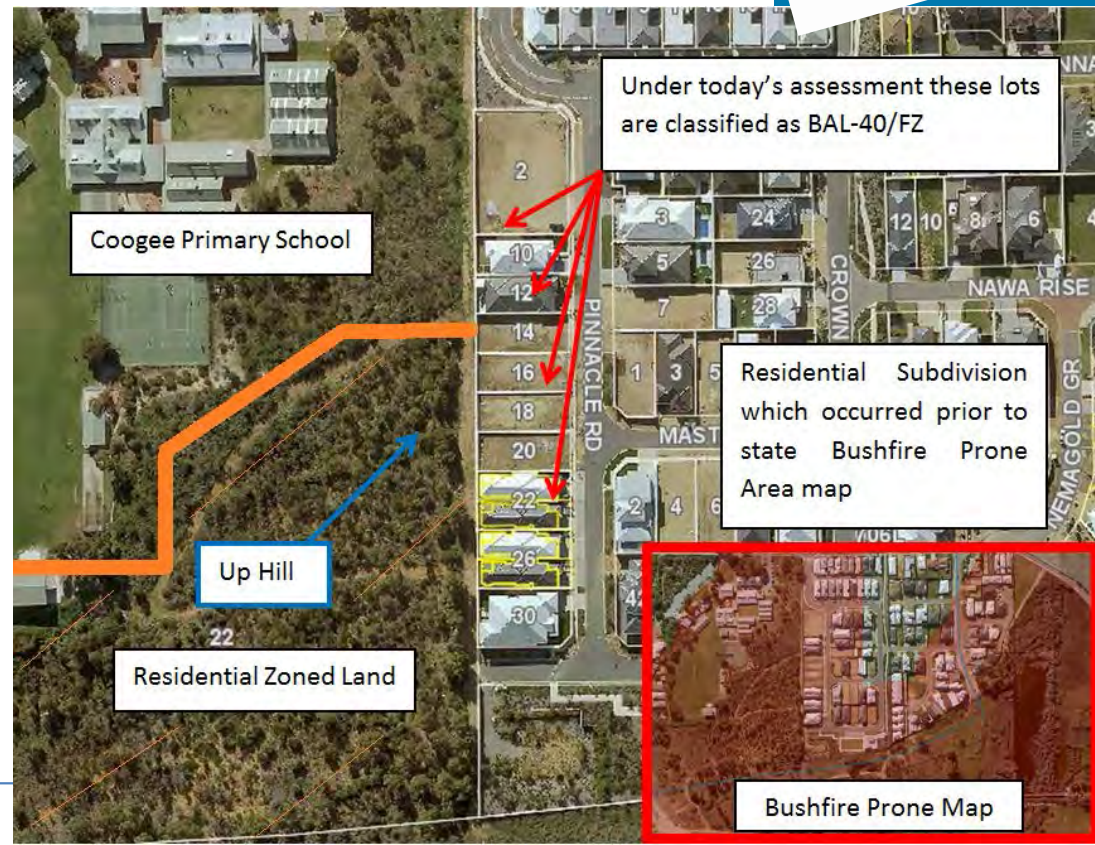 Under today's assessment these lots
are classified as BAL-40/FZ
Coogee Primary School
2
3
24
12
10
8
6
4
10
5
26
CROWN
12
7
28
NAWA RISE
14
PINNACLE RD
16
1
3
5
Residential Subdivision
which occurred prior to
state Bushfire Prone
Area map
18
MAST
20
NEMAGOLD GR
22
2
4
6
Up Hill
26
30
22
Residential Zoned Land
Bushfire Prone Map